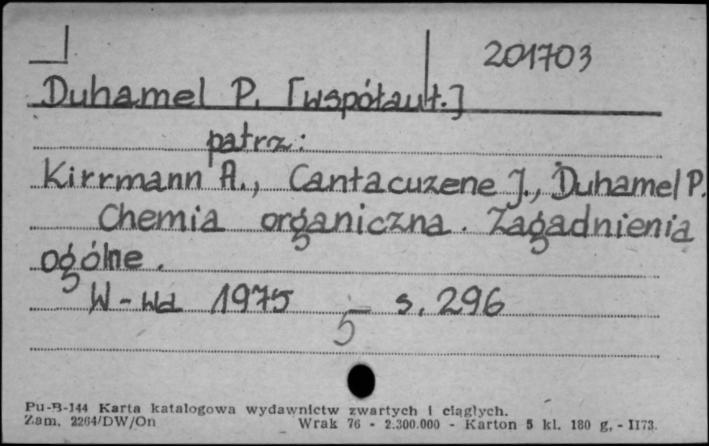 201703
Duhamel P. [współaut.]
patrz:
Kirrmann A., Cantacuzene J., Duhamel P.
Chemia organiczna. Zagadnienia
ogólne.
W-wa 1975 s. 296
5
Pu-B-144 Karta katalogowa wydawnictw zwartych i ciągłych.
Zam. 2264/DW/On Wrak 76 - 2.300.000 - Karton 5 kl. 180 g. - II73.